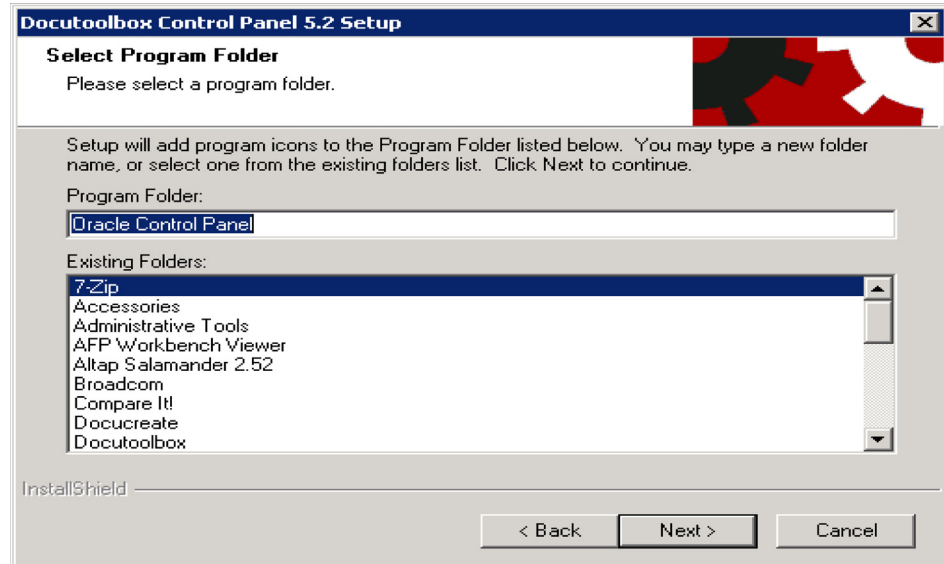 Docutoolbox Control Panel 5.2 Setup
Select Program Folder
Please select a program folder.
Setup will add program icons to the Program Folder listed below. You may type a new folder
name, or select one from the existing folders list. Click Next to continue.
Program Folder:
Oracle Control Panel
Existing Folders:
7-Zip
Accessories
Administrative Tools
AFP Workbench Viewer
Altap Salamander 2.52
Broadcom
Compare It!
Docucreate
Docutoolbox
InstallShield
< Back
Next >
Cancel